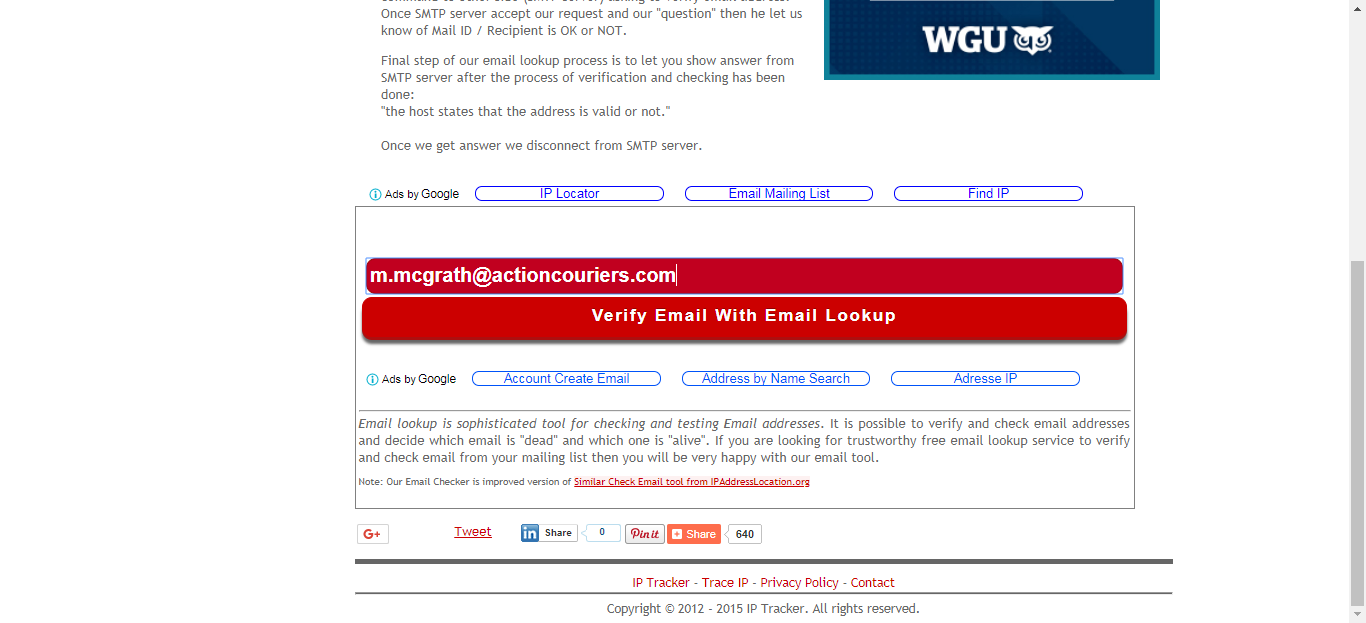 Once SMTP server accept our request and our "question" then he let us
know of Mail ID / Recipient is OK or NOT.
Final step of our email lookup process is to let you show answer from
SMTP server after the process of verification and checking has been
done:
"the host states that the address is valid or not."
Once we get answer we disconnect from SMTP server.
WGU
Ads by Google IP Locator Email Mailing List Find IP
m.mcgrath@actioncouriers.com
Verify Email With Email Lookup
Ads by Google Account Create Email Address by Name Search Adresse IP
Email lookup is sophisticated tool for checking and testing Email addresses. It is possible to verify and check email addresses
and decide which email is "dead" and which one is "alive". If you are looking for trustworthy free email lookup service to verify
and check email from your mailing list then you will be very happy with our email tool.
Note: Our Email Checker is improved version of Similar Check Email tool from IPAddressLocation.org
G+ Tweet in Share 0 Pin it Share 640
IP Tracker - Trace IP - Privacy Policy - Contact
Copyright © 2012 - 2015 IP Tracker. All rights reserved.